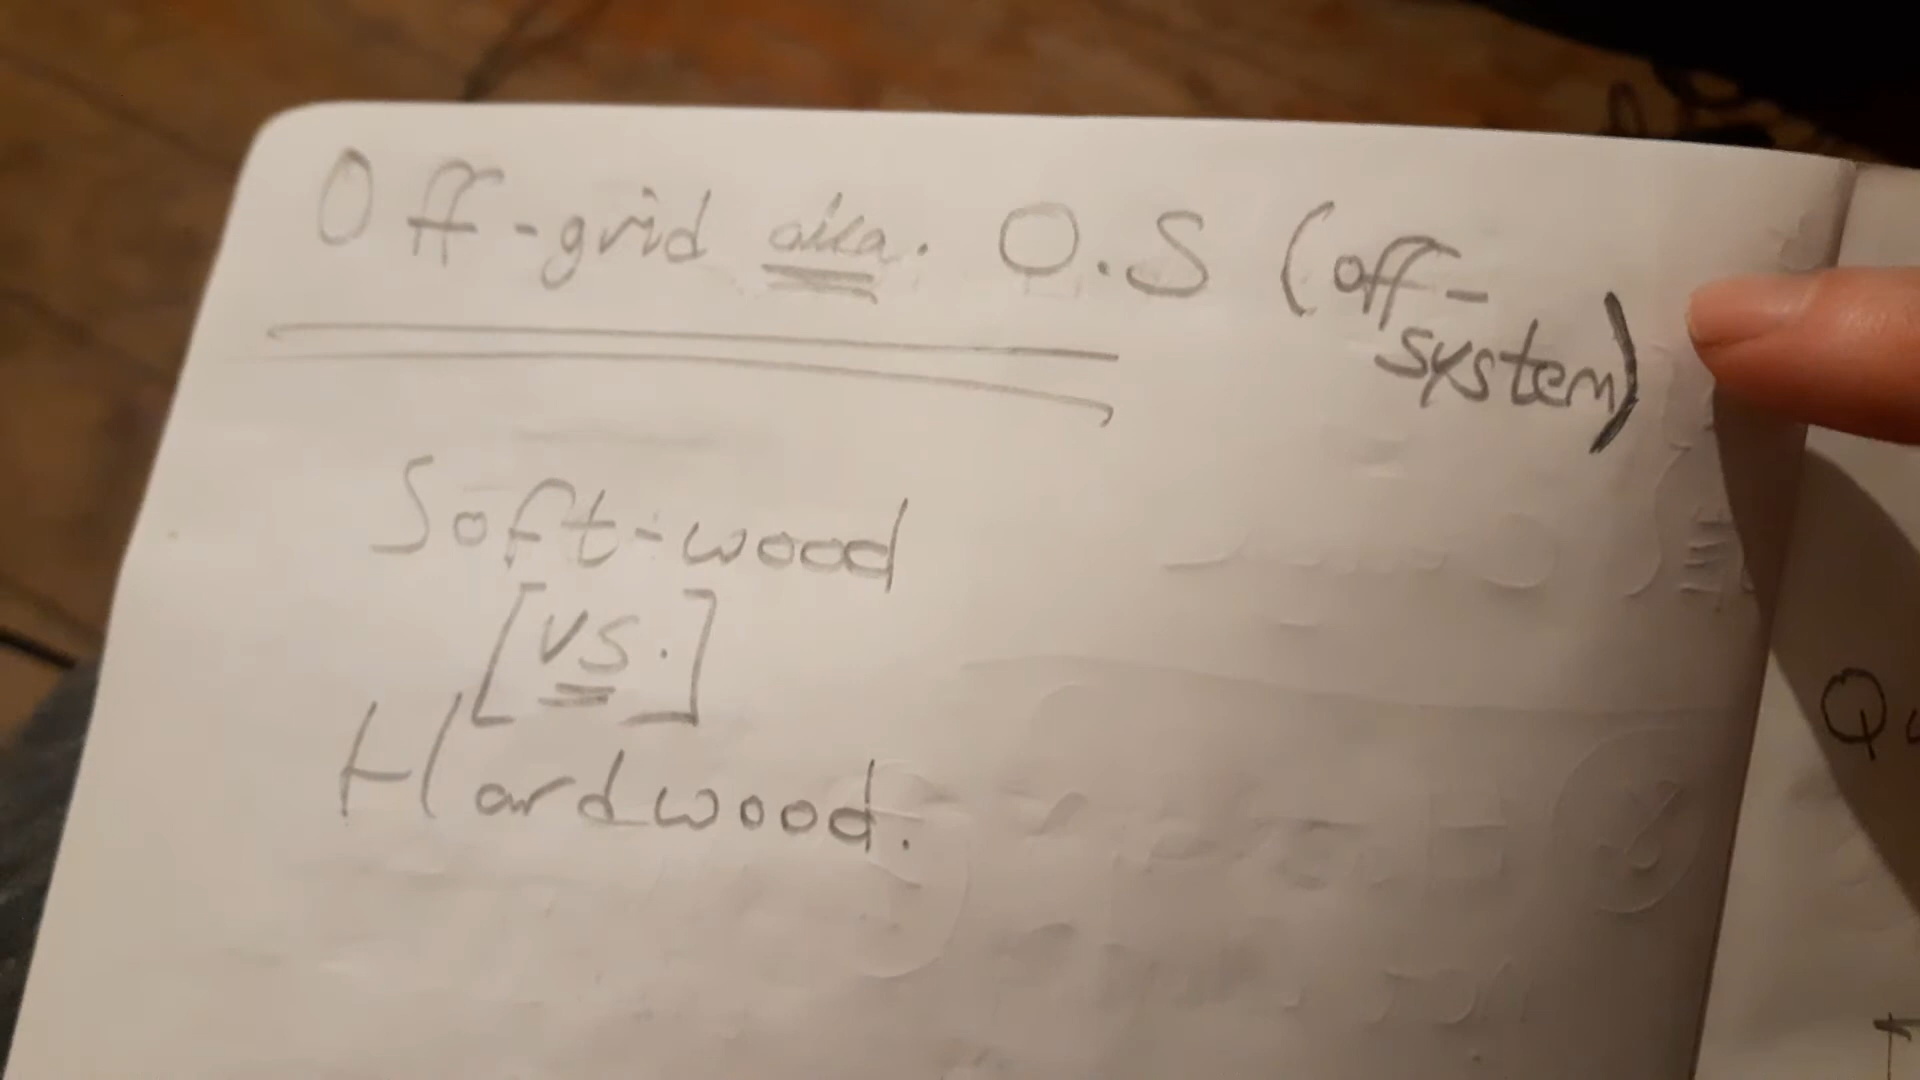 Off-grid aka. O.S (off-
system)
Soft-wood
[vs.]
Hardwood.